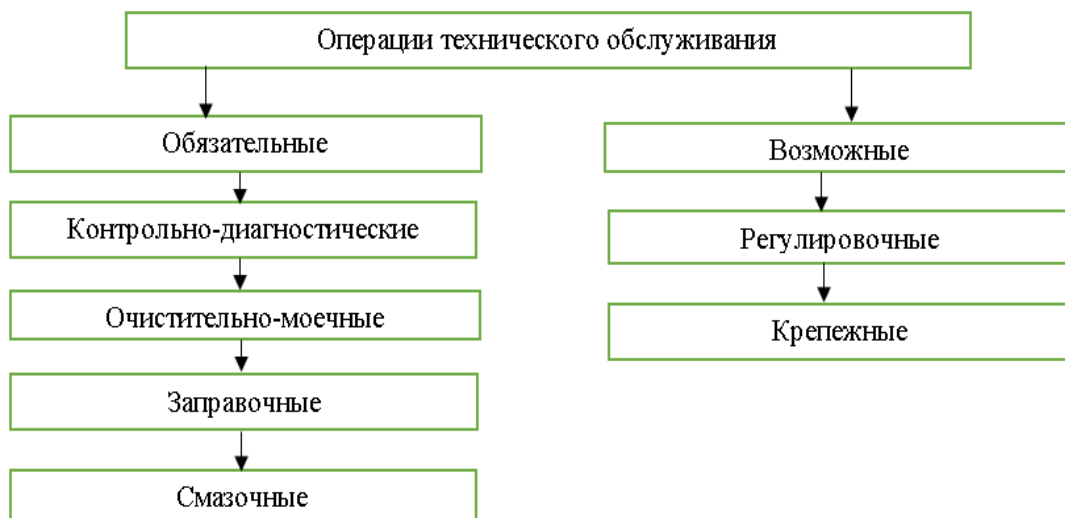 Операции технического обслуживания
Обязательные
Возможные
Контрольно-диагностические
Регулировочные
Очистительно-моечные
Крепежные
Заправочные
Смазочные